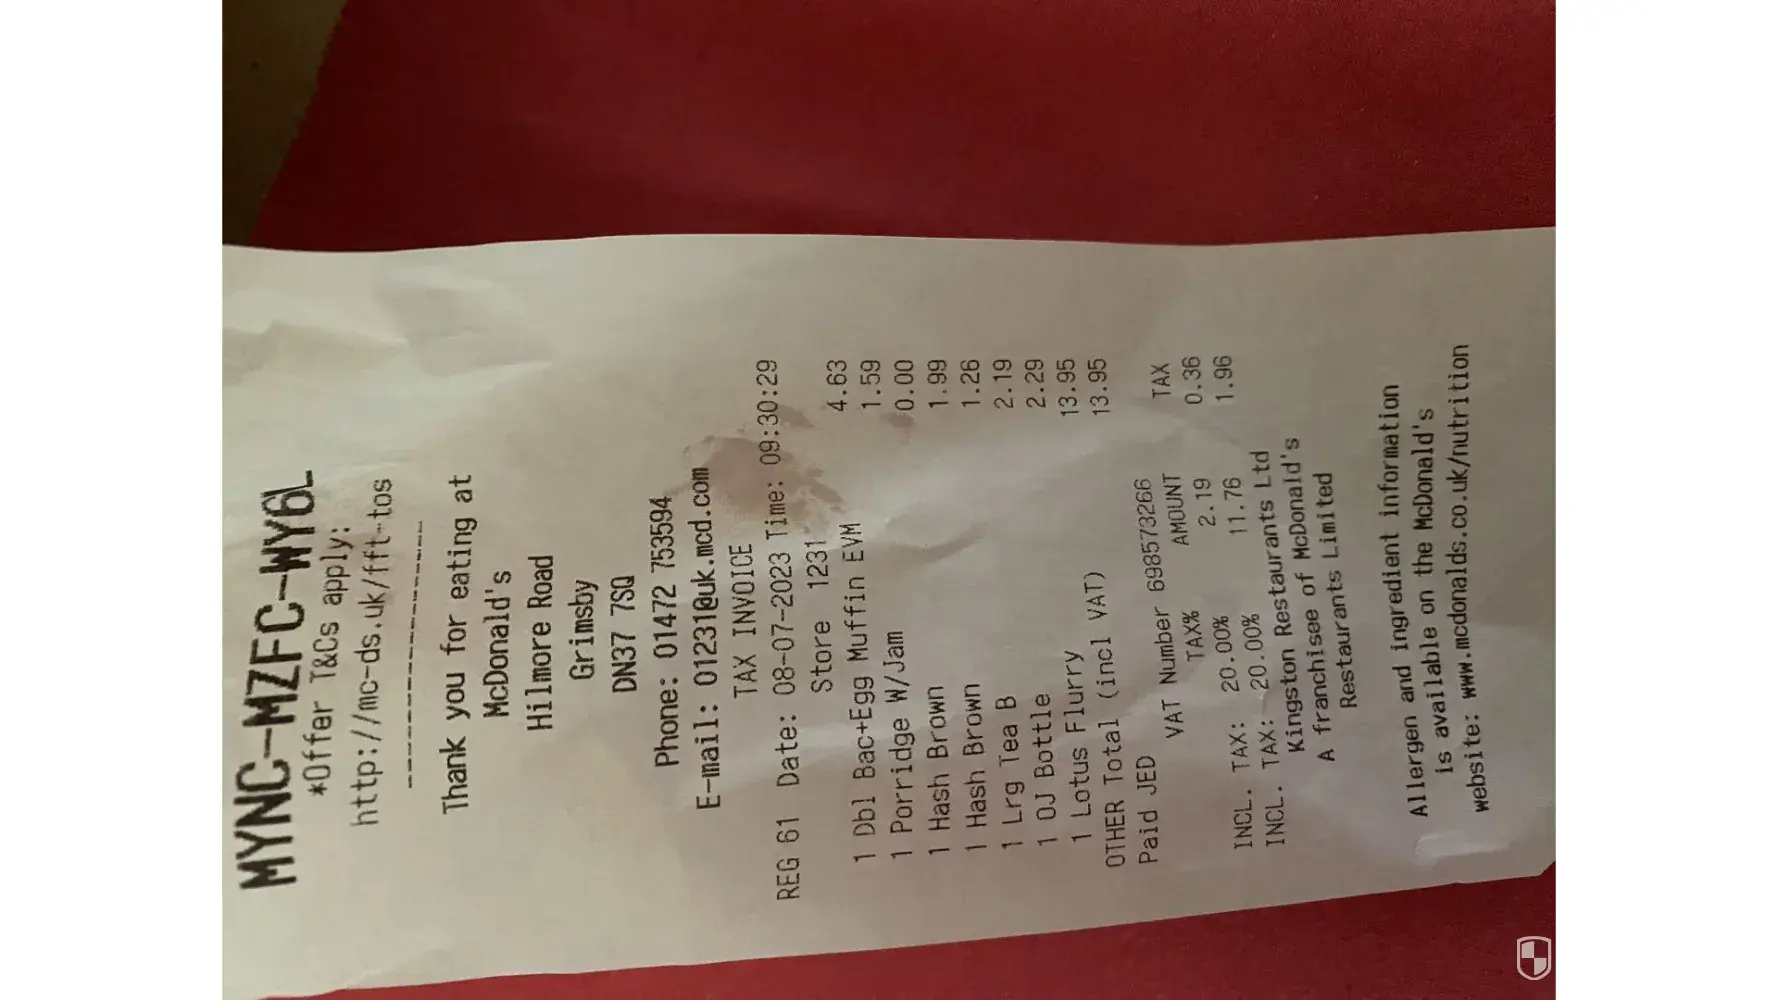 MYNC-MZFC-WY6L
*Offer T&Cs apply:
http://mc-ds.uk/fft-tos
--------------------
Thank you for eating at
McDonald's
Hilmore Road
Grimsby
DN37 7SQ
Phone: 01472 753594
E-mail: 01231@uk.mcd.com
TAX INVOICE
REG 61 Date: 08-07-2023 Time: 09:30:29
Store 1231
1 Dbl Bac+Egg Muffin EVM 4.63
1 Porridge W/Jam 1.59
1 Hash Brown 0.00
1 Hash Brown 1.99
1 Lrg Tea B 1.26
1 OJ Bottle 2.19
1 Lotus Flurry 2.29
OTHER Total (incl VAT) 13.95
Paid JED 13.95
VAT Number 698573266
TAX% AMOUNT TAX
INCL. TAX: 20.00% 2.19 0.36
INCL. TAX: 20.00% 11.76 1.96
Kingston Restaurants Ltd
A franchisee of McDonald's
Restaurants Limited
Allergen and ingredient information
is available on the McDonald's
website: www.mcdonalds.co.uk/nutrition